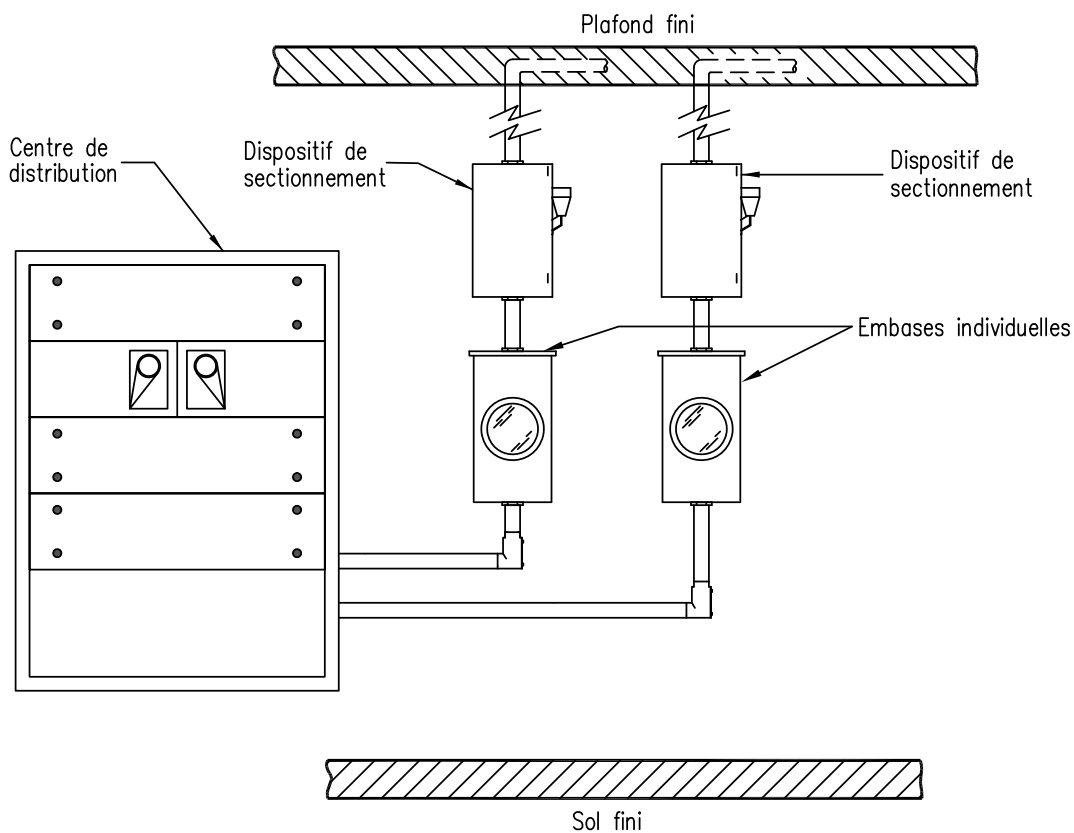 Plafond fini
Centre de
distribution
Dispositif de
sectionnement
Dispositif de
sectionnement
Embases individuelles
Sol fini